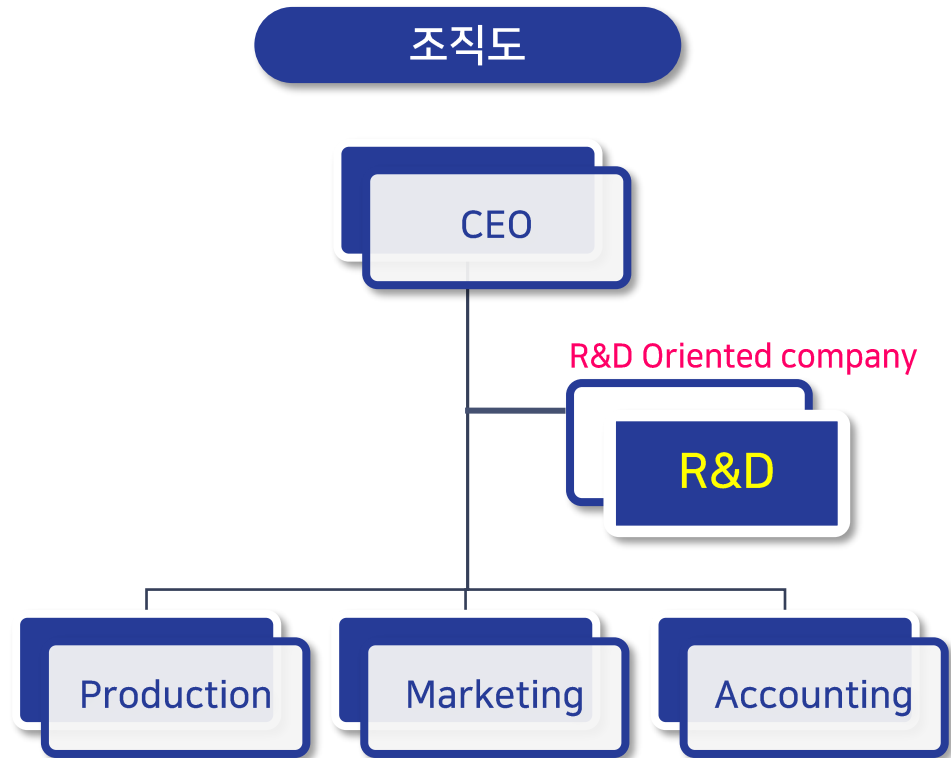 조직도
CEO
R&D Oriented company
R&D
Production
Marketing
Accounting